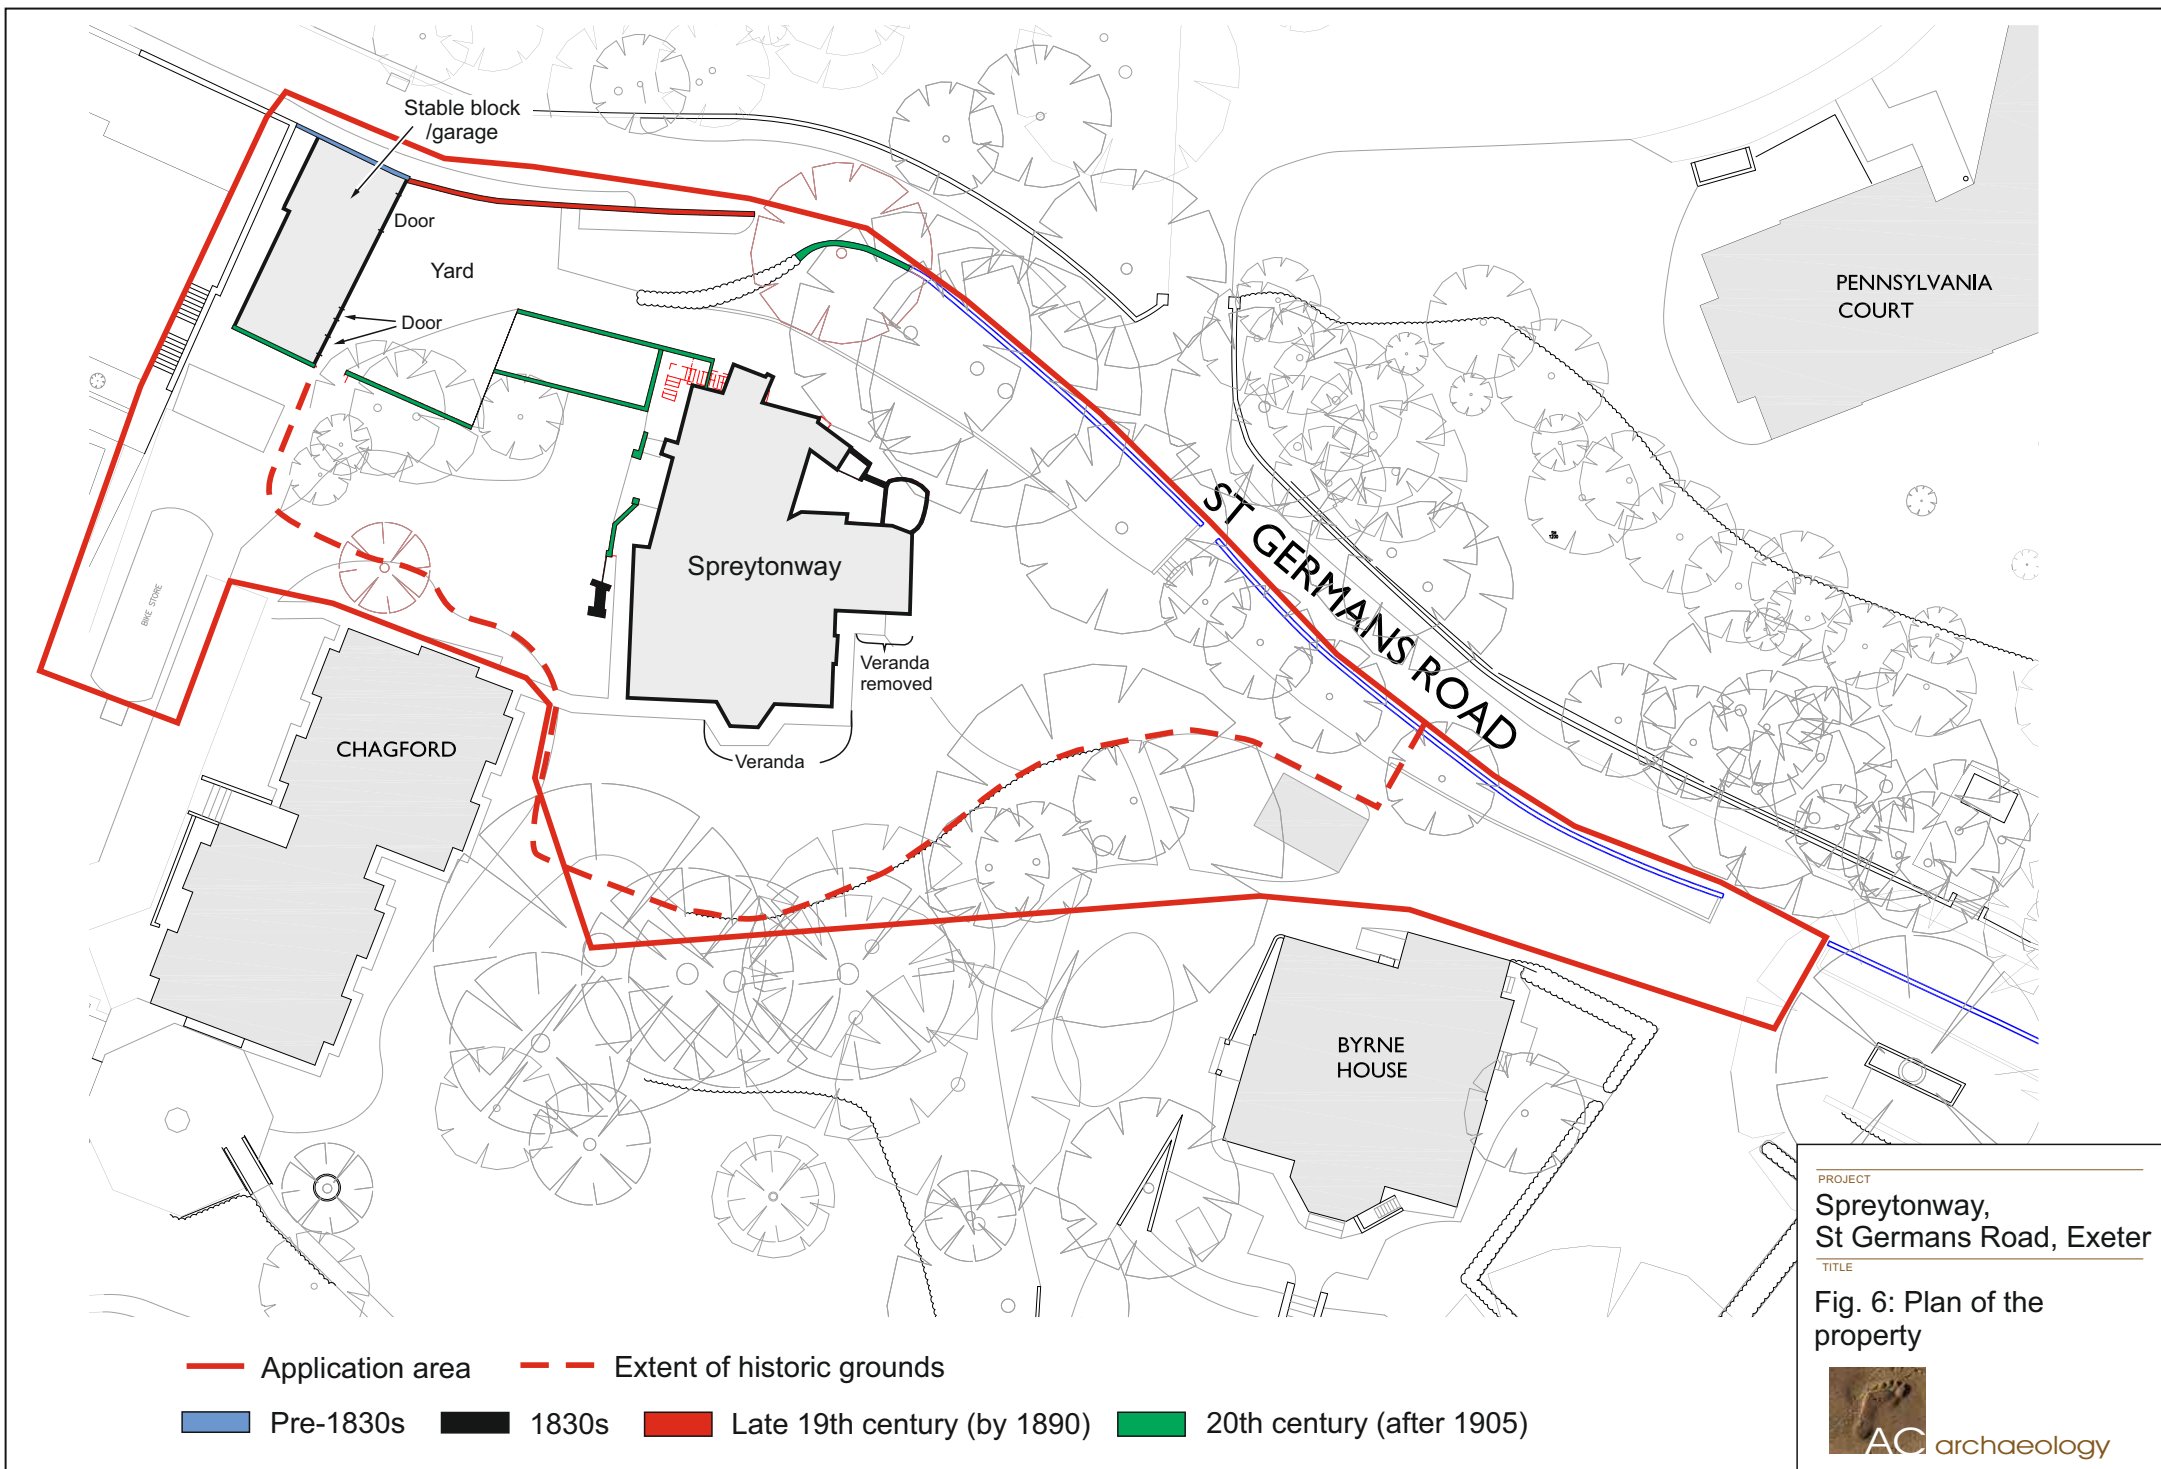 Stable block
/garage
Door
Yard
Door
PENNSYLVANIA
COURT
ST GERMANS ROAD
Spreytonway
BIKE STORE
Veranda
removed
CHAGFORD
Veranda
BYRNE
HOUSE
PROJECT
Spreytonway,
St Germans Road, Exeter
TITLE
Fig. 6: Plan of the
property
AC archaeology
Application area
Extent of historic grounds
Pre-1830s
1830s
Late 19th century (by 1890)
20th century (after 1905)